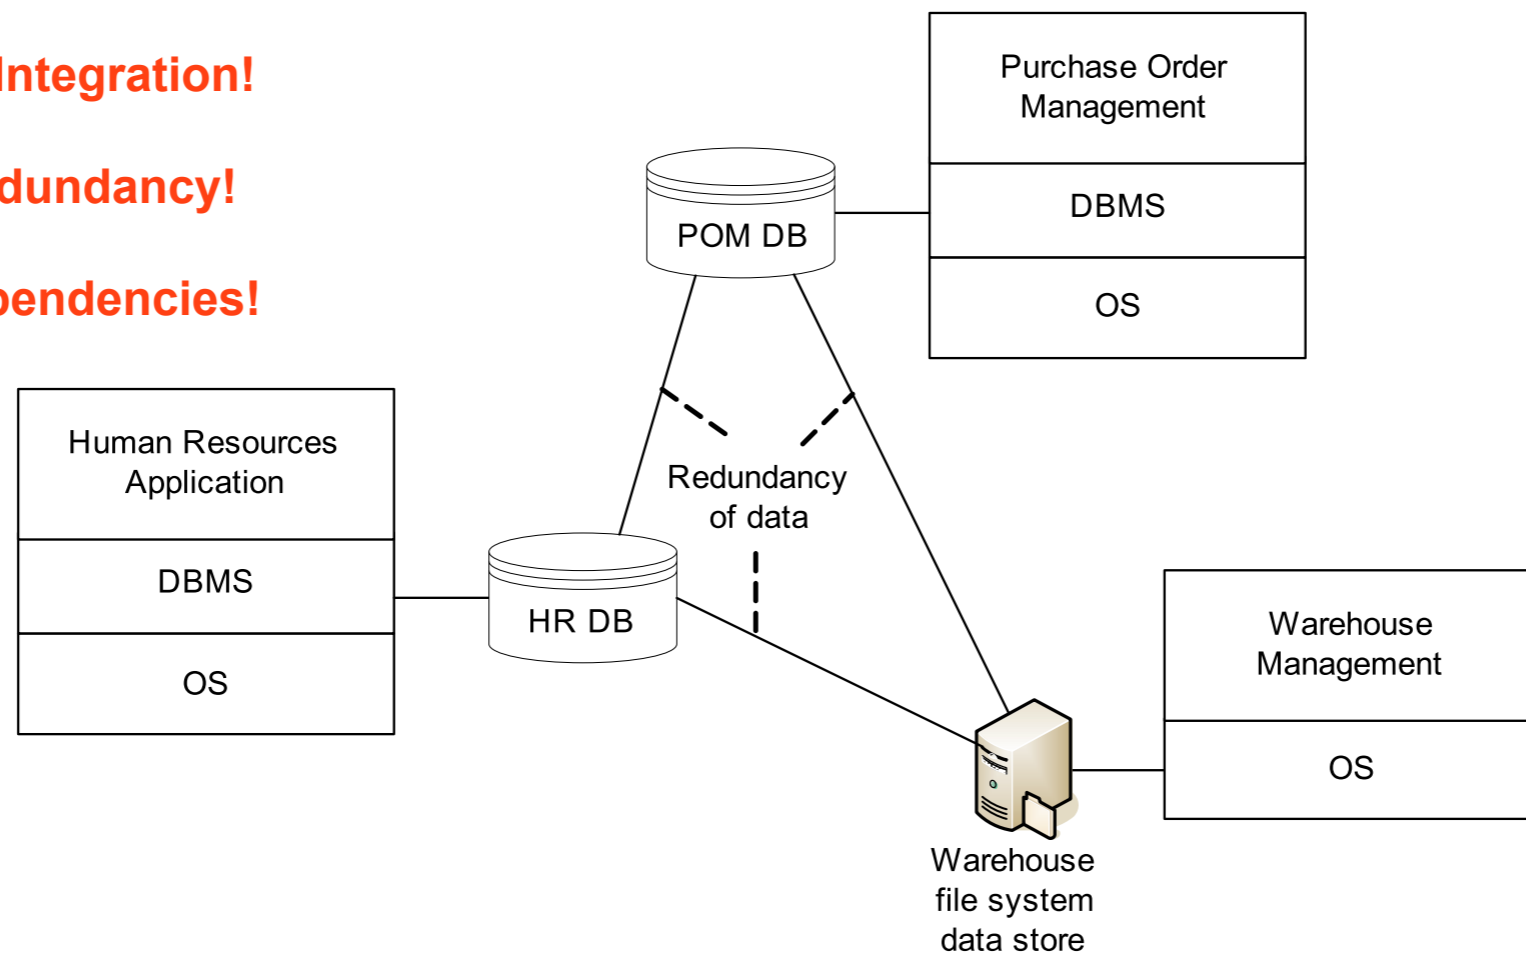 Integration!
dundancy!
pendencies!
Purchase Order
Management
DBMS
OS
POM DB
Human Resources
Application
DBMS
OS
Redundancy
of data
HR DB
Warehouse
Management
OS
Warehouse
file system
data store